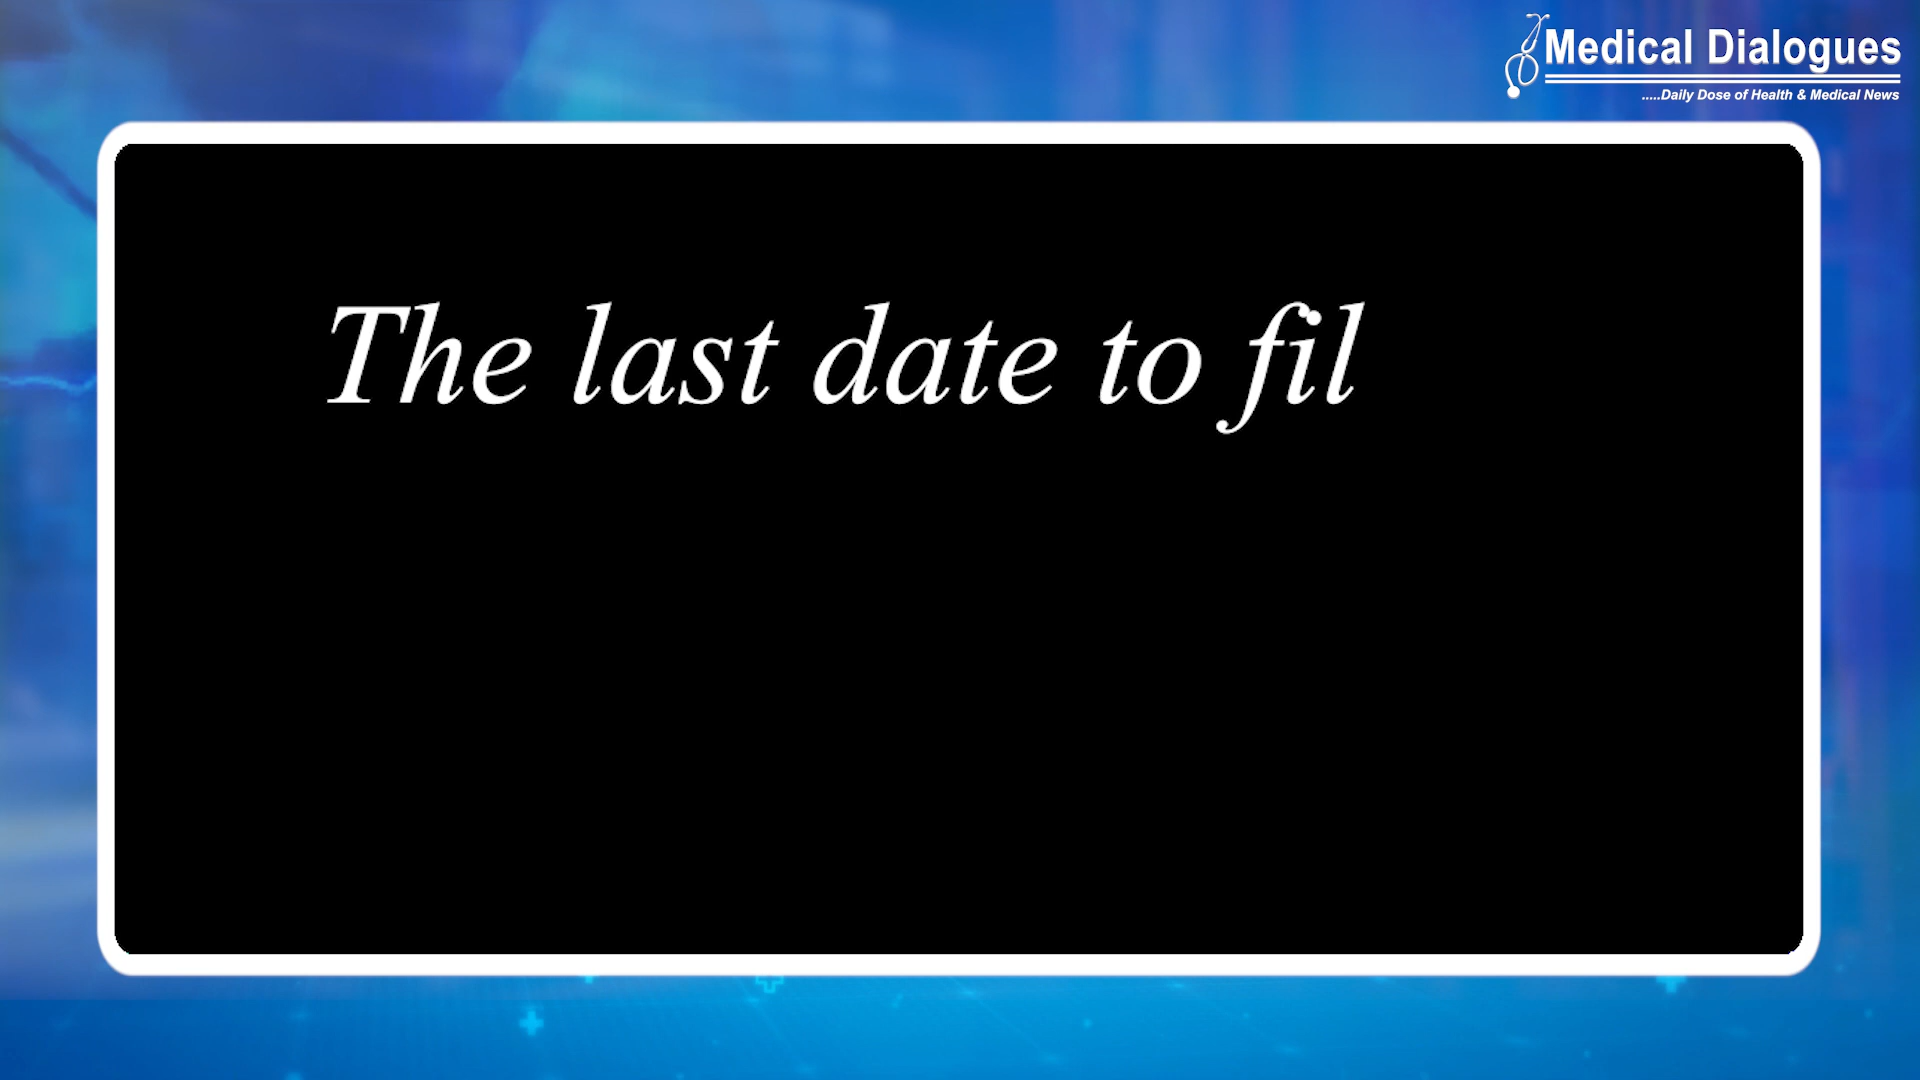 Medical Dialogues
.....Daily Dose of Health & Medical News
The last date to fil